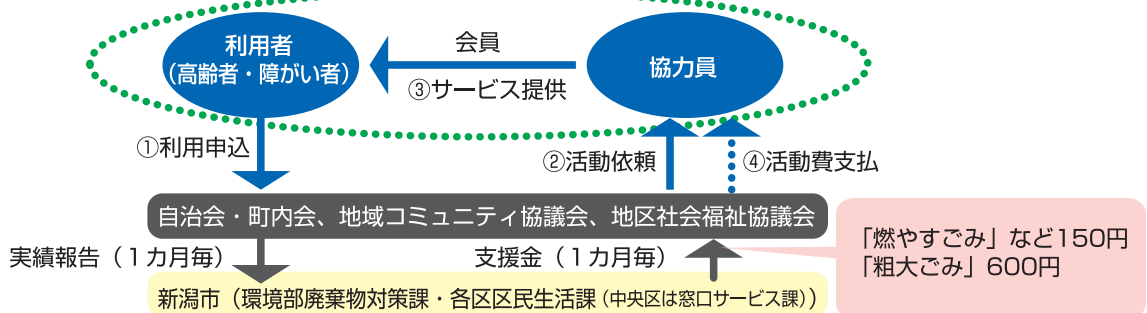 利用者
(高齢者・障がい者)
会員
③サービス提供
協力員
①利用申込
②活動依頼
④活動費支払
自治会・町内会、地域コミュニティ協議会、地区社会福祉協議会
実績報告（1カ月毎）
支援金（1カ月毎）
「燃やすごみ」など150円
「粗大ごみ」600円
新潟市（環境部廃棄物対策課・各区区民生活課（中央区は窓口サービス課））